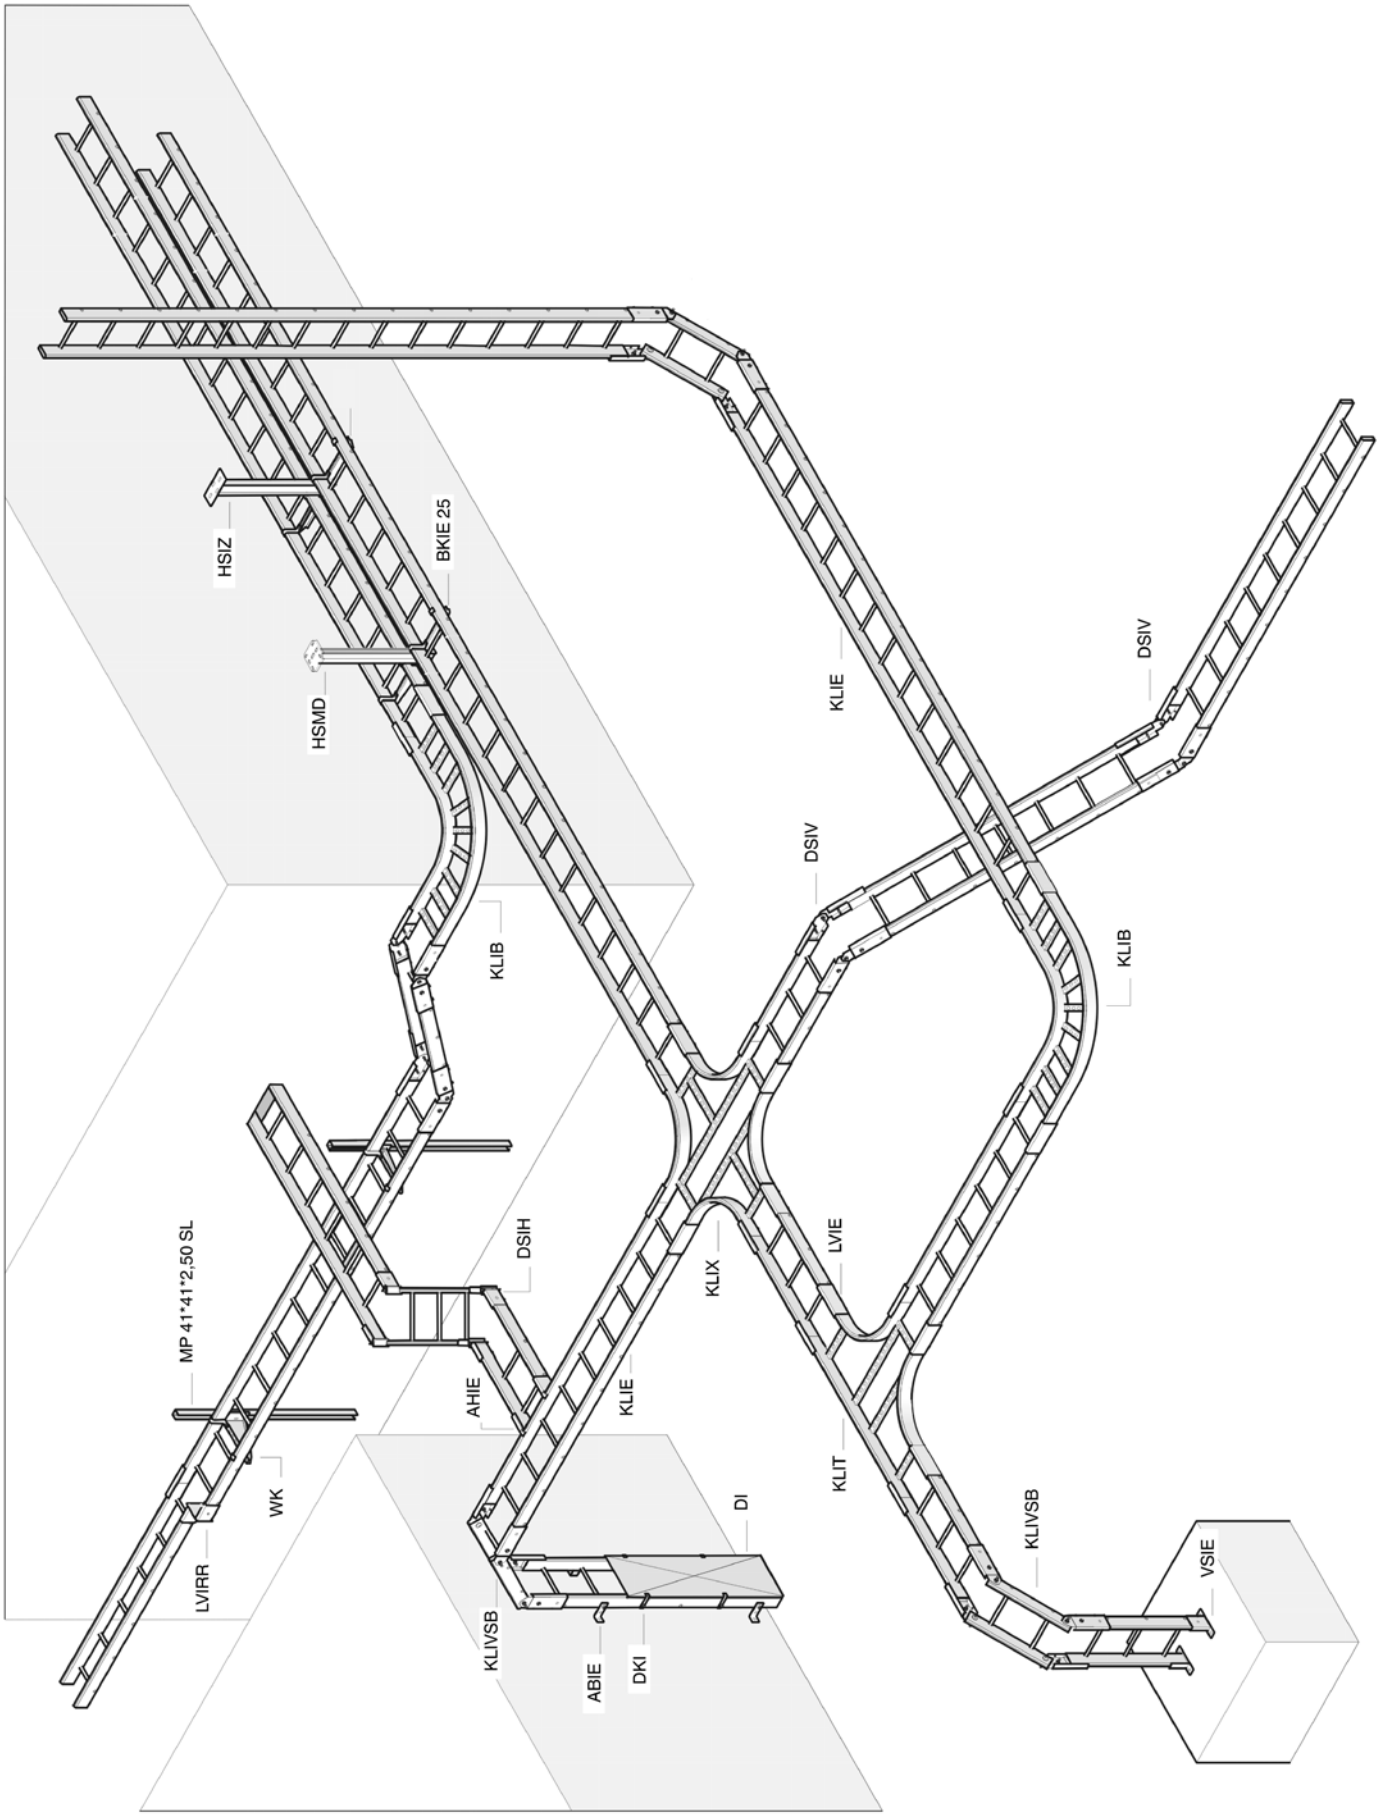 HSIZ
BKIE 25
HSMD
KLIE
DSIV
DSIV
KLIB
KLIB
MP 41*41*2,50 SL
DSIH
LVIE
KLIX
AHIE
KLIE
WK
KLIT
DI
LVIRR
KLIVSB
KLIVSB
VSIE
ABIE
DKI